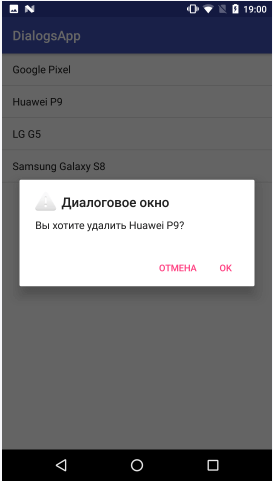 19:00
DialogsApp
Google Pixel
Huawei P9
LG G5
Samsung Galaxy S8
Диалоговое окно
Вы хотите удалить Huawei P9?
ОТМЕНА OK